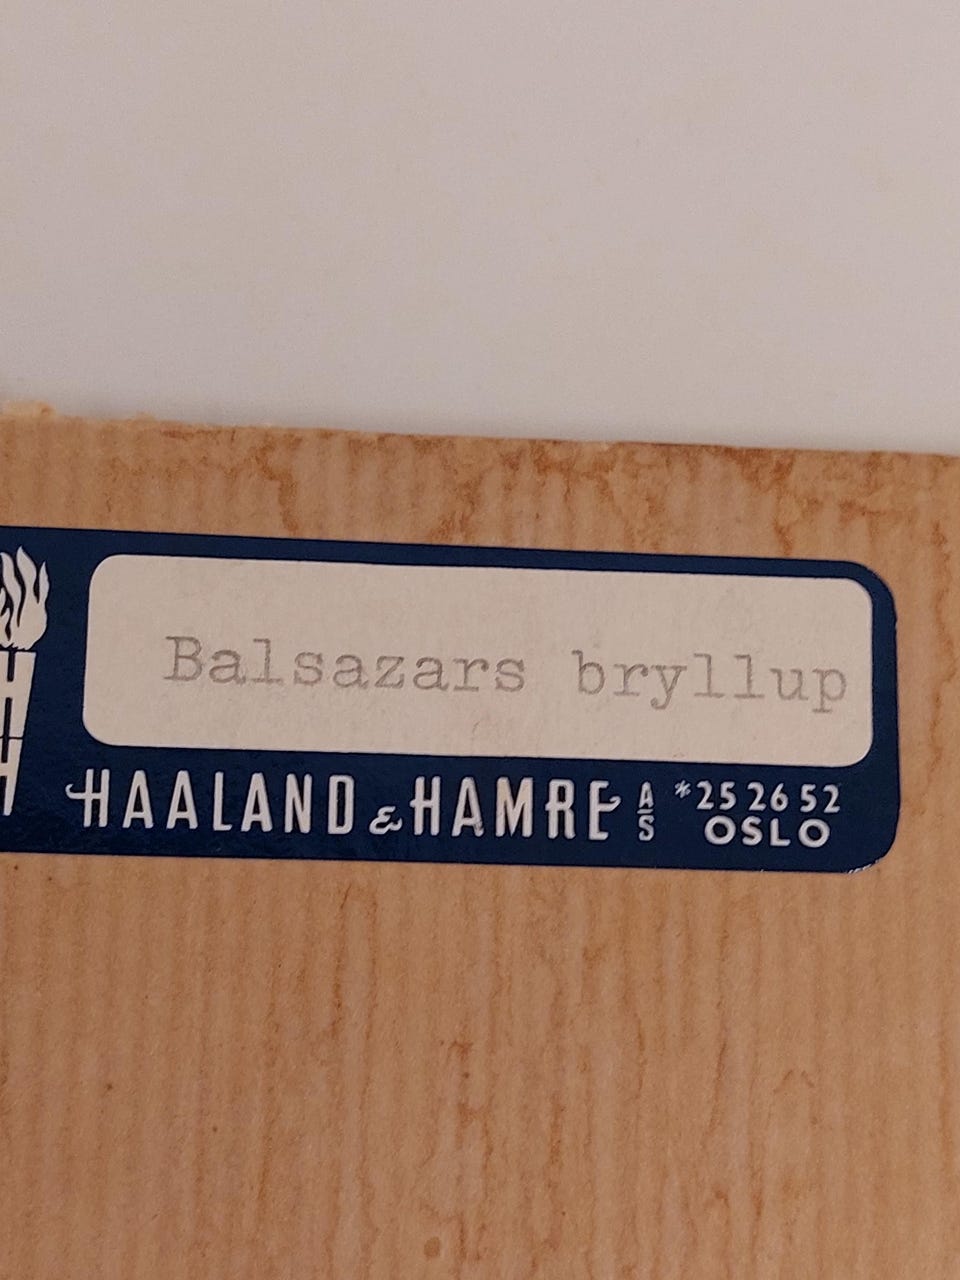 Balsazars bryllup
HAALAND & HAMRE A/S *25 26 52
OSLO